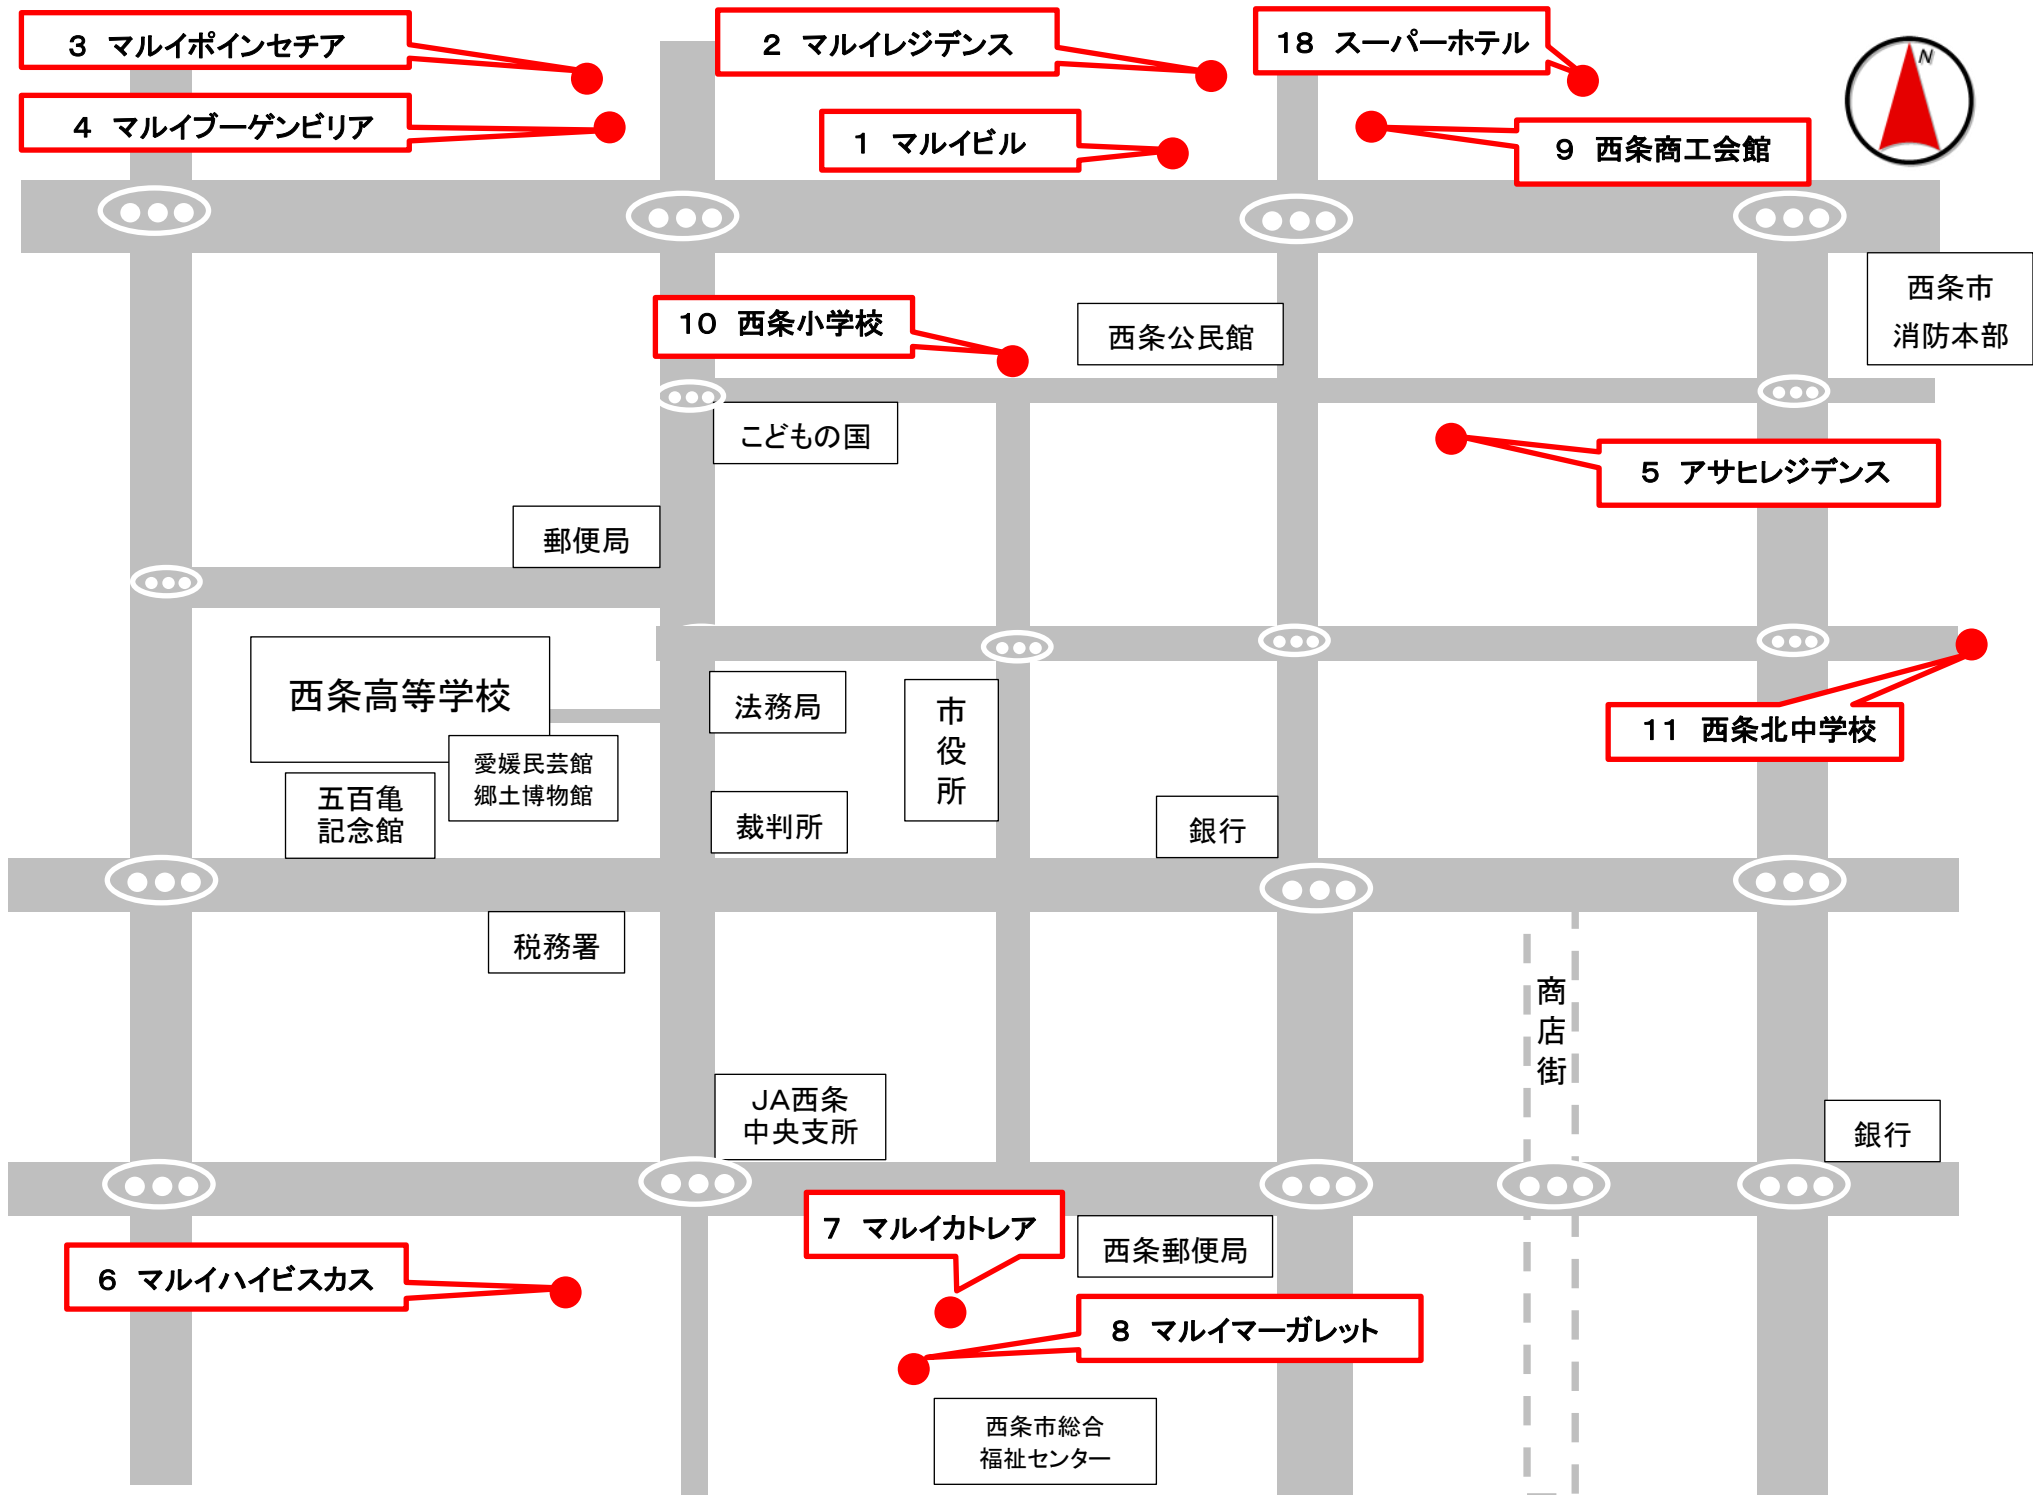 ３　マルイポインセチア
２　マルイレジデンス
１８　スーパーホテル
N
４　マルイブーゲンビリア
１　マルイビル
９　西条商工会館
西条市
消防本部
１０　西条小学校
西条公民館
こどもの国
５　アサヒレジデンス
郵便局
西条高等学校
法務局
市役所
１１　西条北中学校
愛媛民芸館
郷土博物館
五百亀
記念館
裁判所
銀行
税務署
商店街
JA西条
中央支所
銀行
７　マルイカトレア
西条郵便局
６　マルイハイビスカス
８　マルイマーガレット
西条市総合
福祉センター